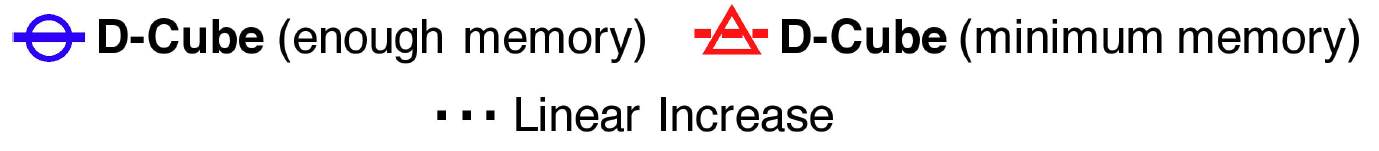 D-Cube (enough memory) D-Cube (minimum memory)
Linear Increase